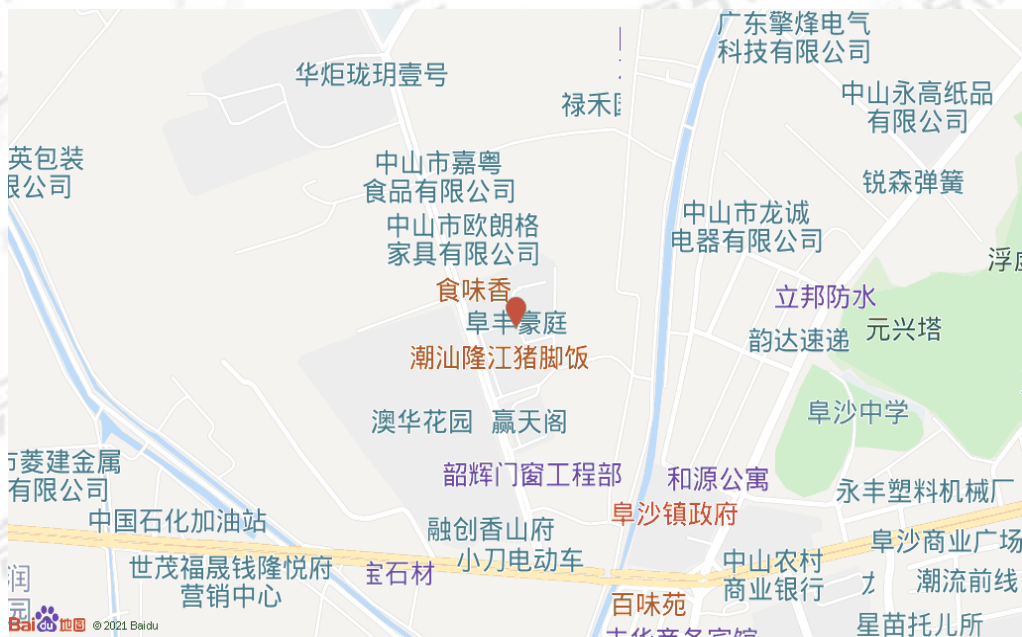 广东擎烽电气
科技有限公司
华炬珑玥壹号
中山永高纸品
有限公司
禄禾
英包装
限公司
中山市嘉粤
食品有限公司
锐森弹簧
中山市欧朗格
家具有限公司
中山市龙诚
电器有限公司
食味香
立邦防水
阜丰豪庭
元兴塔
韵达速递
潮汕隆江猪脚饭
阜沙中学
澳华花园
赢天阁
菱建金属
有限公司
韶辉门窗工程部
和源公寓
永丰塑料机械厂
中国石化加油站
阜沙镇政府
融创香山府
阜沙商业广场
世茂福晟钱隆悦府
营销中心
小刀电动车
宝石材
中山农村
商业银行
潮流前线
润
园
百味苑
星苗托儿所
Bai du 地图
© 2021 Baidu